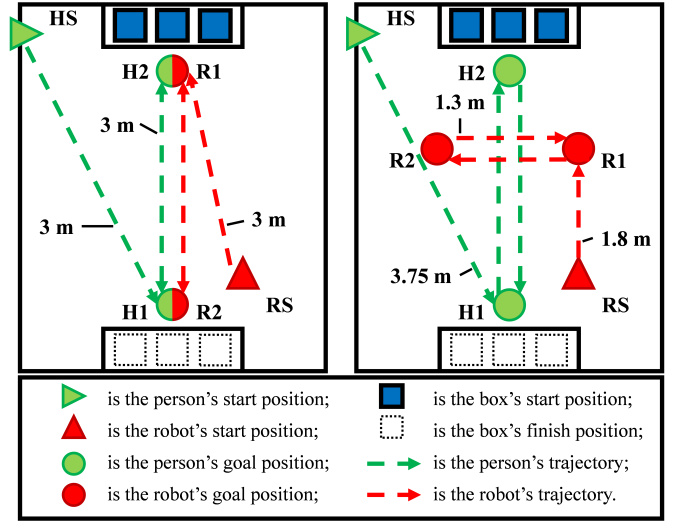 HS
H2
R1
3 m
3 m
3 m
H1
R2
RS
HS
H2
1.3 m
R2
R1
1.8 m
3.75 m
H1
RS
is the person's start position;
is the robot's start position;
is the person's goal position;
is the robot's goal position;
is the box's start position;
is the box's finish position;
is the person's trajectory;
is the robot's trajectory.